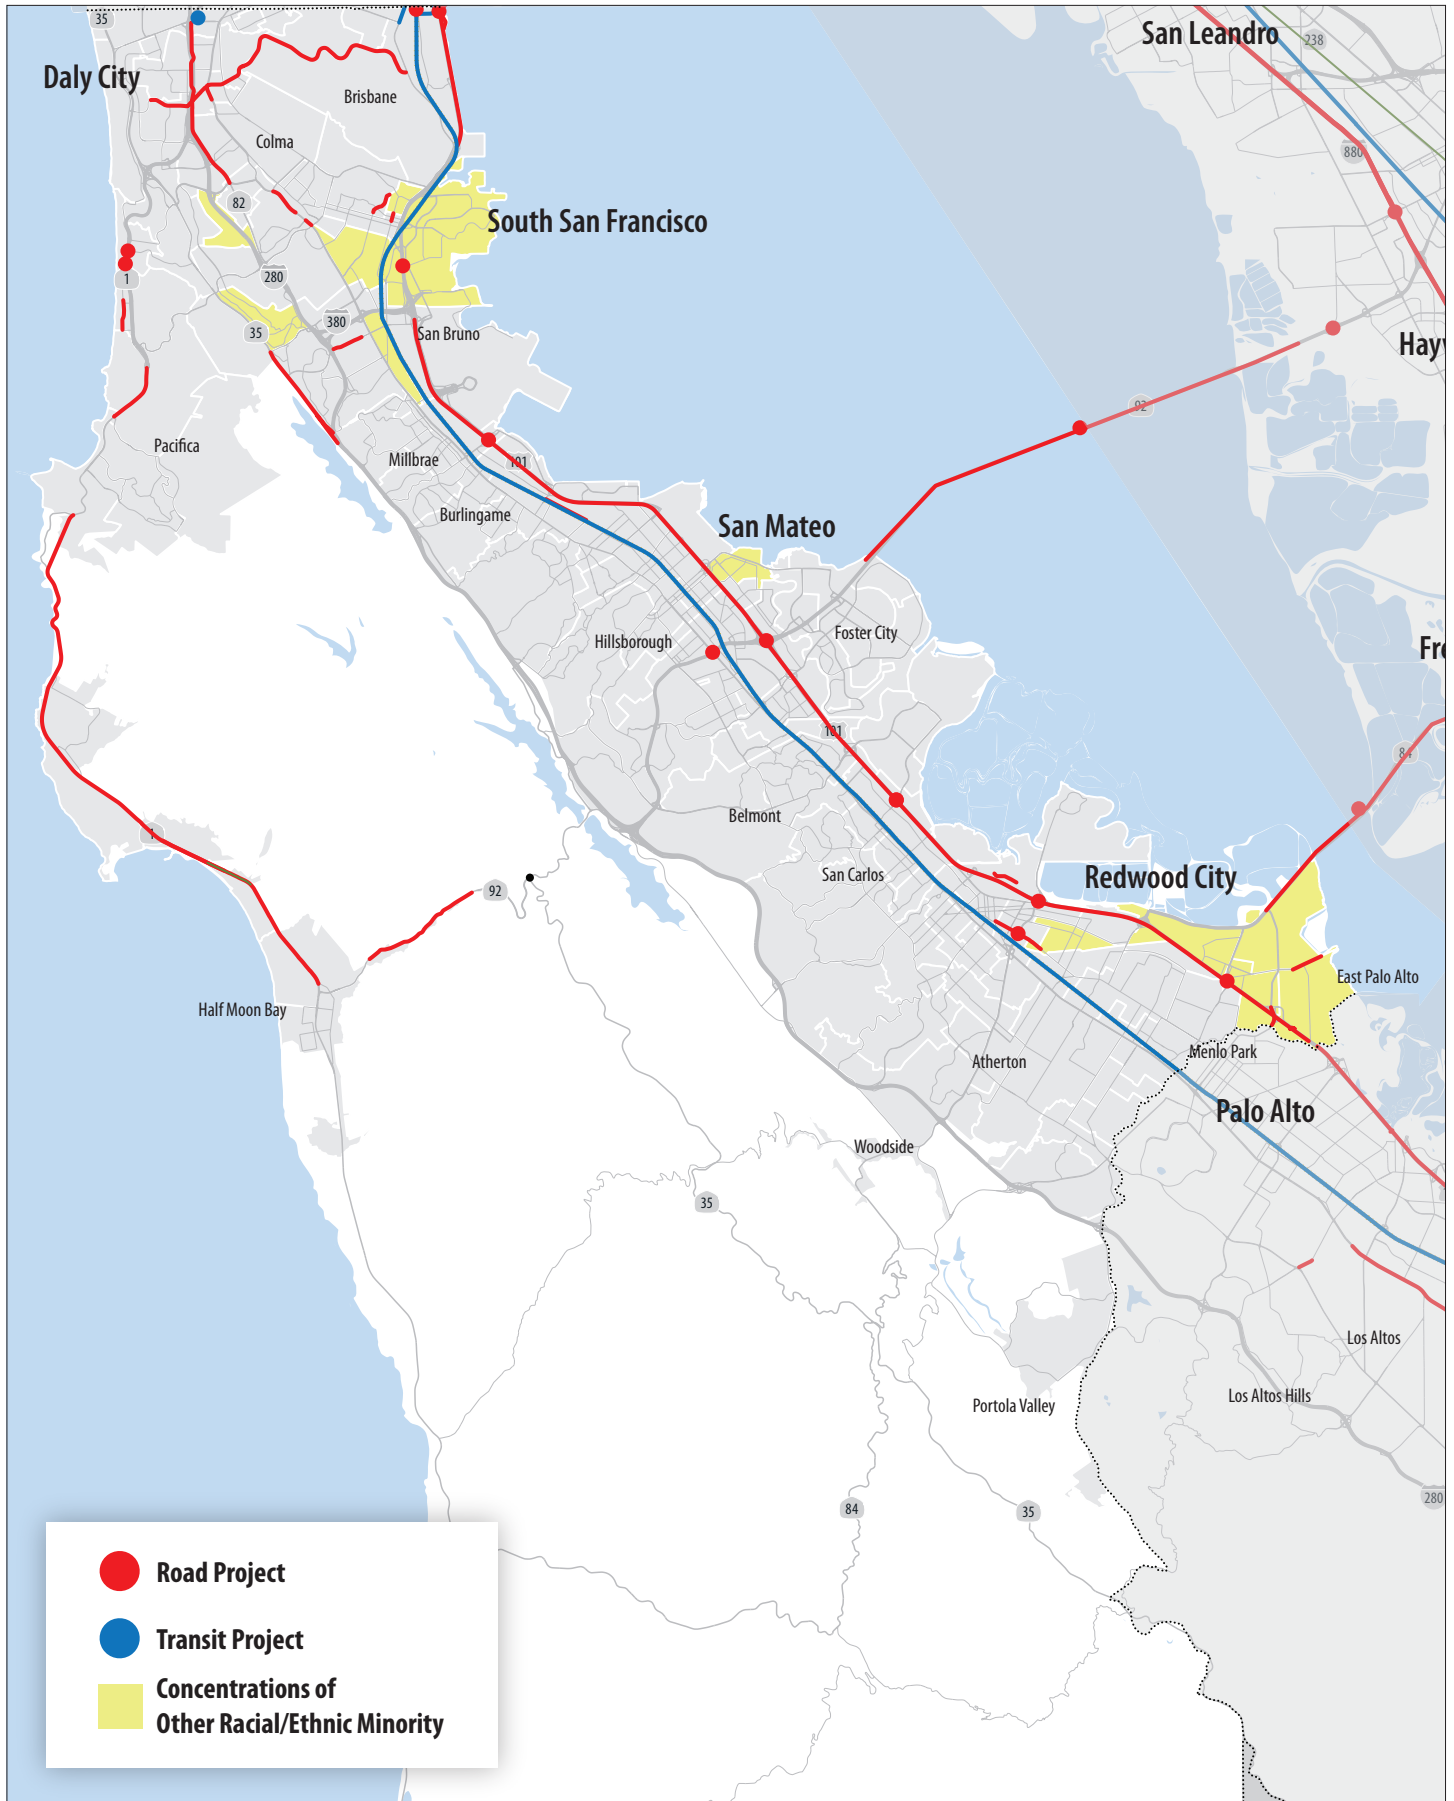 35
San Leandro
238
Daly City
Brisbane
Colma
880
82
South San Francisco
1
280
35
380
San Bruno
Hay
92
Pacifica
Millbrae
101
Burlingame
San Mateo
Hillsborough
Foster City
Fre
101
84
Belmont
1
San Carlos
Redwood City
92
East Palo Alto
Half Moon Bay
Menlo Park
Atherton
Palo Alto
Woodside
35
Los Altos
Los Altos Hills
Portola Valley
280
84
35
Road Project
Transit Project
Concentrations of
Other Racial/Ethnic Minority